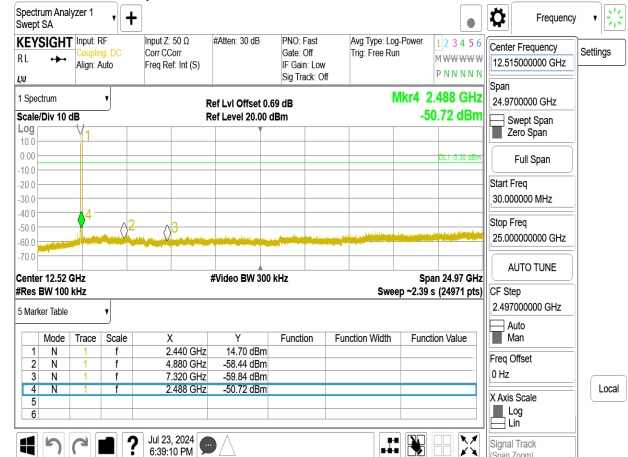 Spectrum Analyzer 1
Swept SA
Frequency
KEYSIGHT
Input: RF
Input Z: 50 Ω
#Atten: 30 dB
PNO: Fast
Avg Type: Log-Power
1 2 3 4 5 6
R L
Coupling: DC
Corr CCorr
Gate: Off
Trig: Free Run
M W W W W W
Align: Auto
Freq Ref: Int (S)
IF Gain: Low
Sig Track: Off
P N N N N N
Center Frequency
12.515000000 GHz
Settings
1 Spectrum
Ref Lvl Offset 0.69 dB
Mkr4 2.488 GHz
Scale/Div 10 dB
Ref Level 20.00 dBm
-50.72 dBm
Log
10.0
0.00
-10.0
-20.0
-30.0
-40.0
-50.0
-60.0
-70.0
1
4
2
3
DL1 -5.30 dBm
Center 12.52 GHz
#Video BW 300 kHz
Span 24.97 GHz
#Res BW 100 kHz
Sweep ~2.39 s (24971 pts)
Span
24.9700000 GHz
Swept Span
Zero Span
Full Span
Start Freq
30.000000 MHz
Stop Freq
25.000000000 GHz
AUTO TUNE
CF Step
2.497000000 GHz
Auto
Man
Freq Offset
0 Hz
X Axis Scale
Log
Lin
Signal Track
(Span Zoom)
Local
5 Marker Table
Mode Trace Scale X Y Function Function Width Function Value
1 N 1 f 2.440 GHz 14.70 dBm
2 N 1 f 4.880 GHz -58.44 dBm
3 N 1 f 7.320 GHz -59.84 dBm
4 N 1 f 2.488 GHz -50.72 dBm
5
6
?
Jul 23, 2024
6:39:10 PM